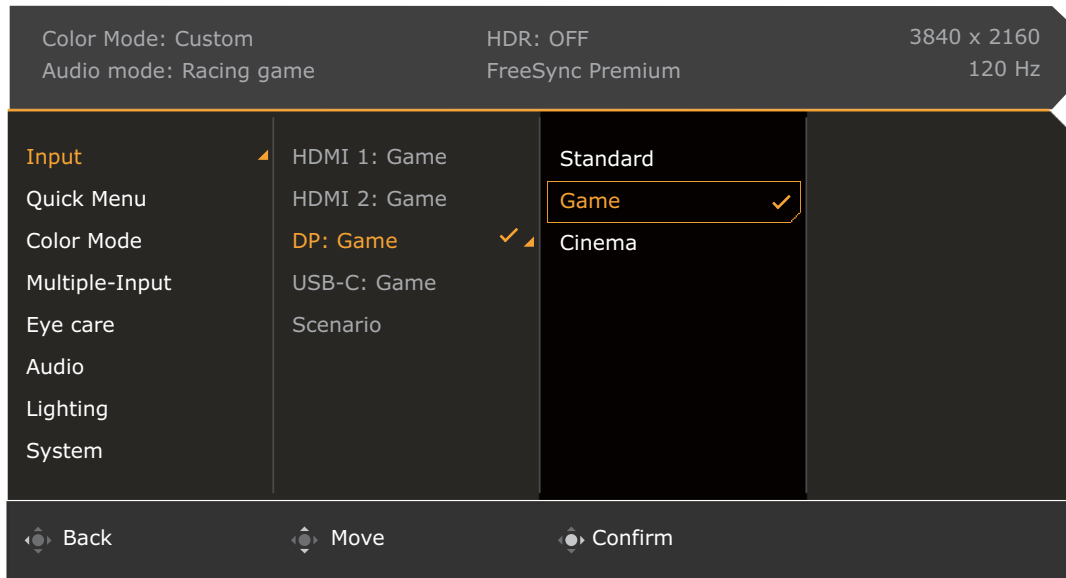 Color Mode: Custom
HDR: OFF
3840 x 2160
Audio mode: Racing game
FreeSync Premium
120 Hz
Input
Quick Menu
Color Mode
Multiple-Input
Eye care
Audio
Lighting
System
HDMI 1: Game
HDMI 2: Game
DP: Game
USB-C: Game
Scenario
Standard
Game
Cinema
Back
Move
Confirm